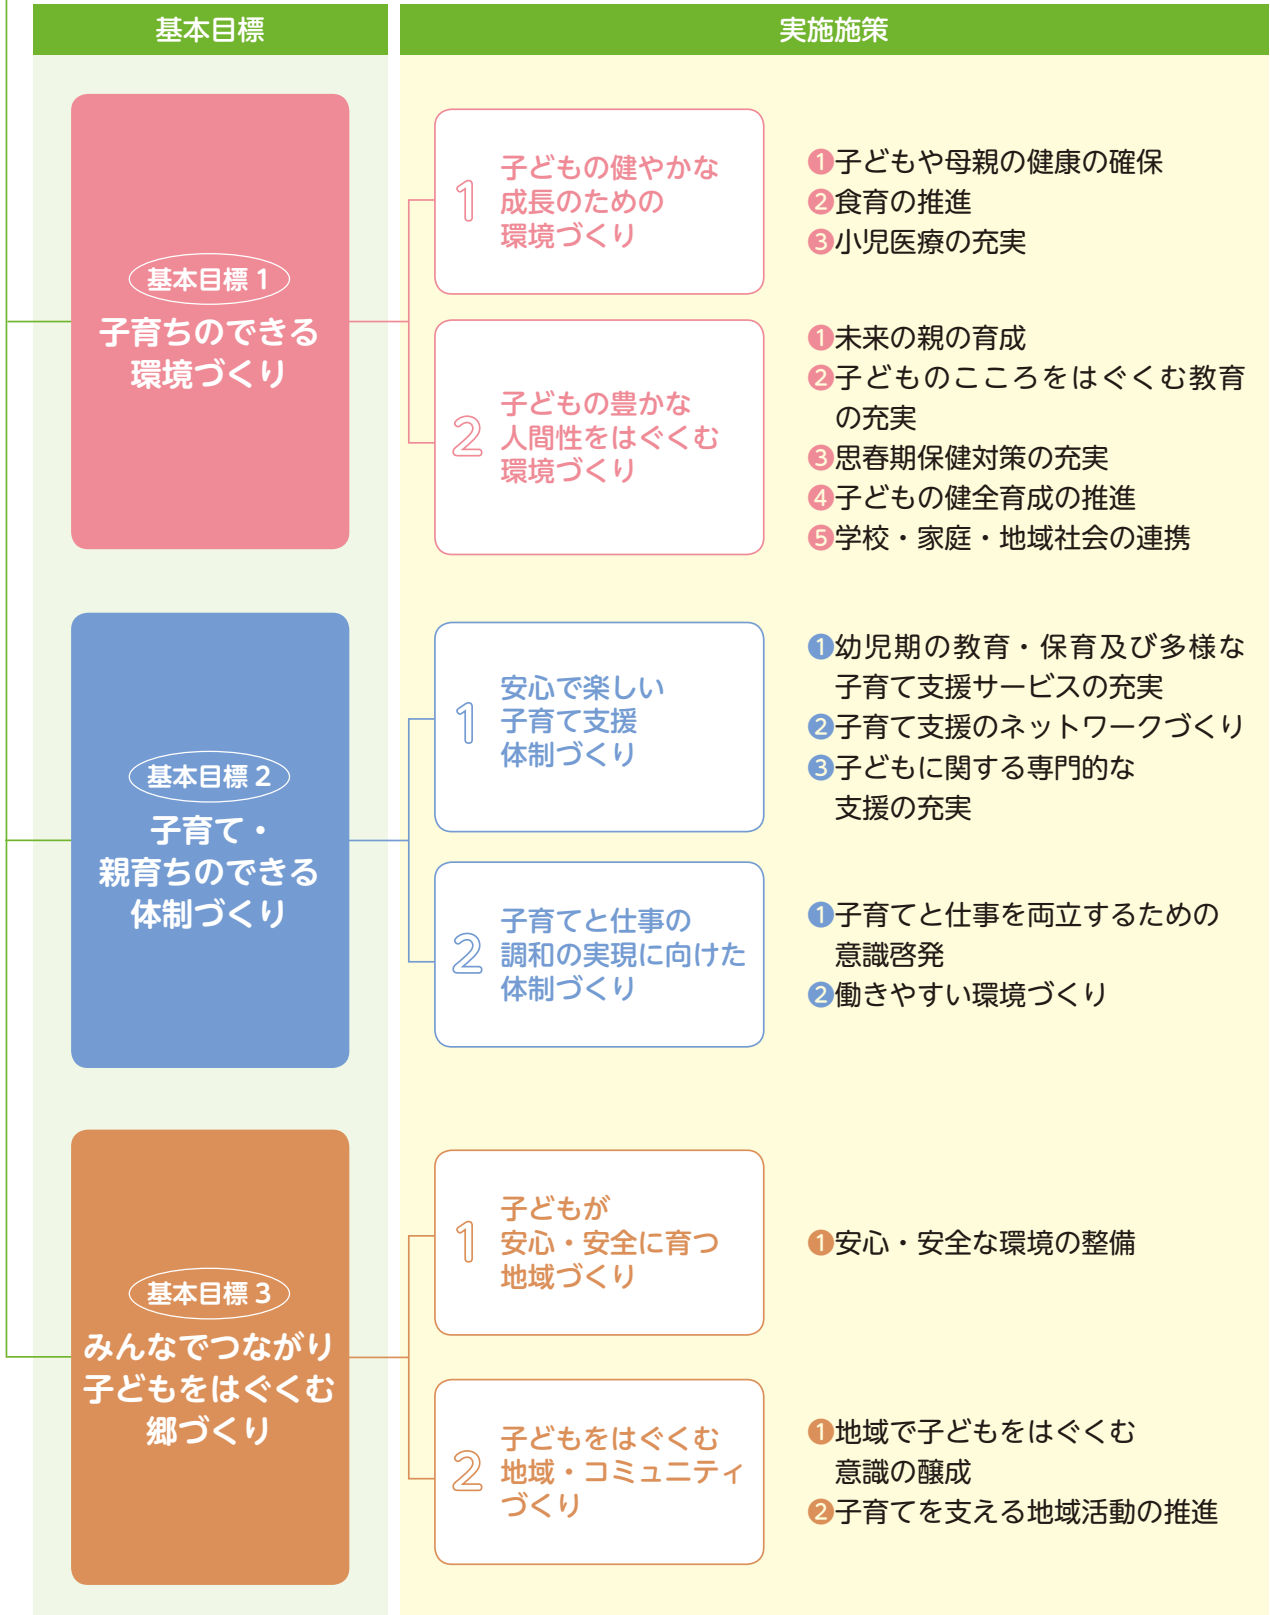 基本目標
実施施策
基本目標 1
子育ちのできる
環境づくり
1
子どもの健やかな
成長のための
環境づくり
❶子どもや母親の健康の確保
❷食育の推進
❸小児医療の充実
2
子どもの豊かな
人間性をはぐくむ
環境づくり
❶未来の親の育成
❷子どものこころをはぐくむ教育
の充実
❸思春期保健対策の充実
❹子どもの健全育成の推進
❺学校・家庭・地域社会の連携
基本目標 2
子育て・
親育ちのできる
体制づくり
1
安心で楽しい
子育て支援
体制づくり
❶幼児期の教育・保育及び多様な
子育て支援サービスの充実
❷子育て支援のネットワークづくり
❸子どもに関する専門的な
支援の充実
2
子育てと仕事の
調和の実現に向けた
体制づくり
❶子育てと仕事を両立するための
意識啓発
❷働きやすい環境づくり
基本目標 3
みんなでつながり
子どもをはぐくむ
郷づくり
1
子どもが
安心・安全に育つ
地域づくり
❶安心・安全な環境の整備
2
子どもをはぐくむ
地域・コミュニティ
づくり
❶地域で子どもをはぐくむ
意識の醸成
❷子育てを支える地域活動の推進